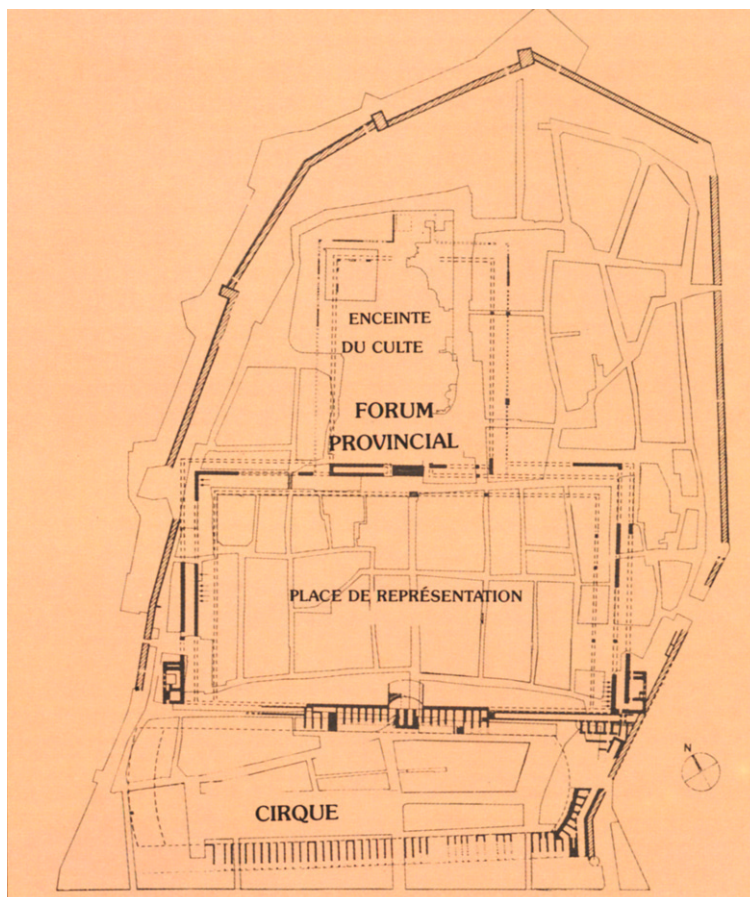 ENCEINTE
DU CULTE
FORUM
PROVINCIAL
PLACE DE REPRÉSENTATION
N
CIRQUE